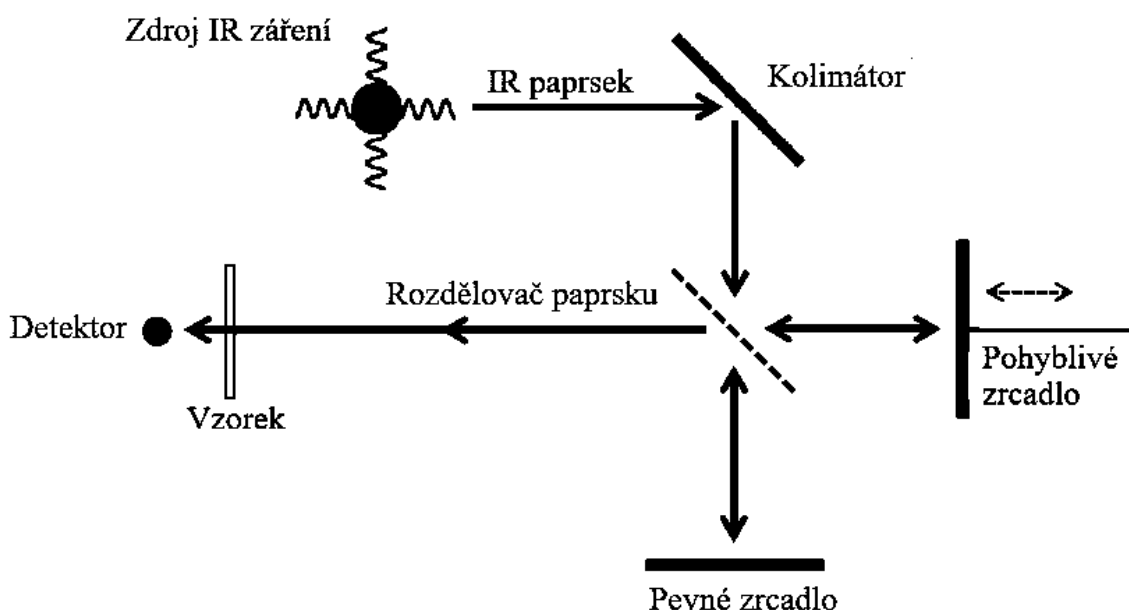 Zdroj IR záření
IR paprsek
Kolimátor
Rozdělovač paprsku
Detektor
Vzorek
Pohyblivé
zrcadlo
Pevné zrcadlo